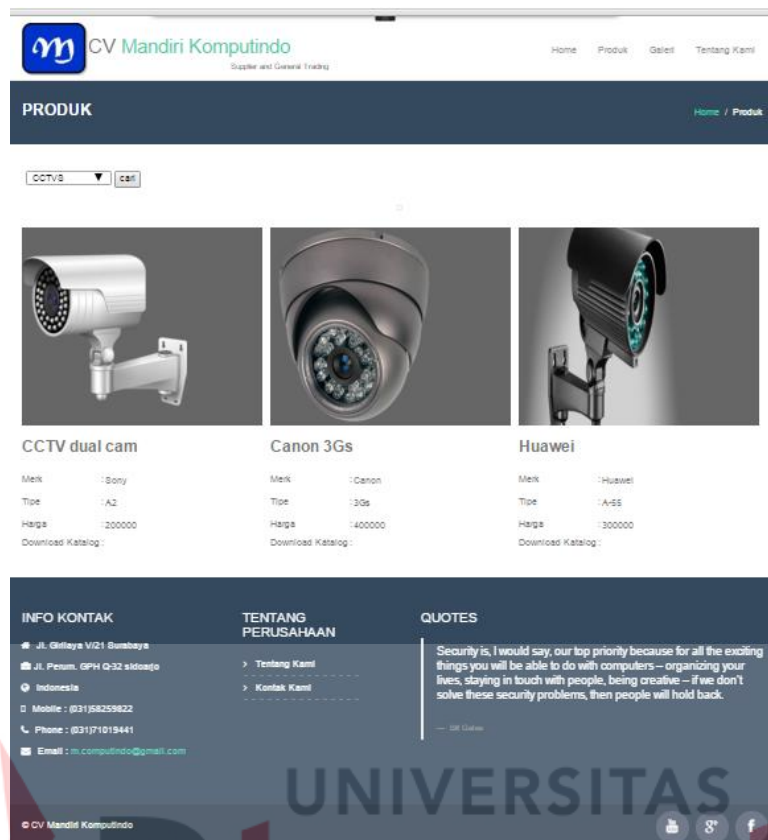 m CV Mandiri Komputindo
Supplier and General Trading
Home Produk Galeri Tentang Kami
PRODUK
Home / Produk
CCTVS cari
CCTV dual cam
Merk : Sony
Tipe : A2
Harga : 200000
Download Katalog :
Canon 3Gs
Merk : Canon
Tipe : 3Gs
Harga : 400000
Download Katalog :
Huawei
Merk : Huawei
Tipe : A-55
Harga : 300000
Download Katalog :
INFO KONTAK
Jl. Girilaya V/21 Surabaya
Jl. Perum. GPH Q-32 sidoarjo
Indonesia
Mobile : (031)58259822
Phone : (031)71019441
Email : m.computindo@gmail.com
TENTANG
PERUSAHAAN
> Tentang Kami
> Kontak Kami
QUOTES
Security is, I would say, our top priority because for all the exciting
things you will be able to do with computers – organizing your
lives, staying in touch with people, being creative – if we don't
solve these security problems, then people will hold back.
— Bill Gates
UNIVERSITAS
© CV Mandiri Komputindo